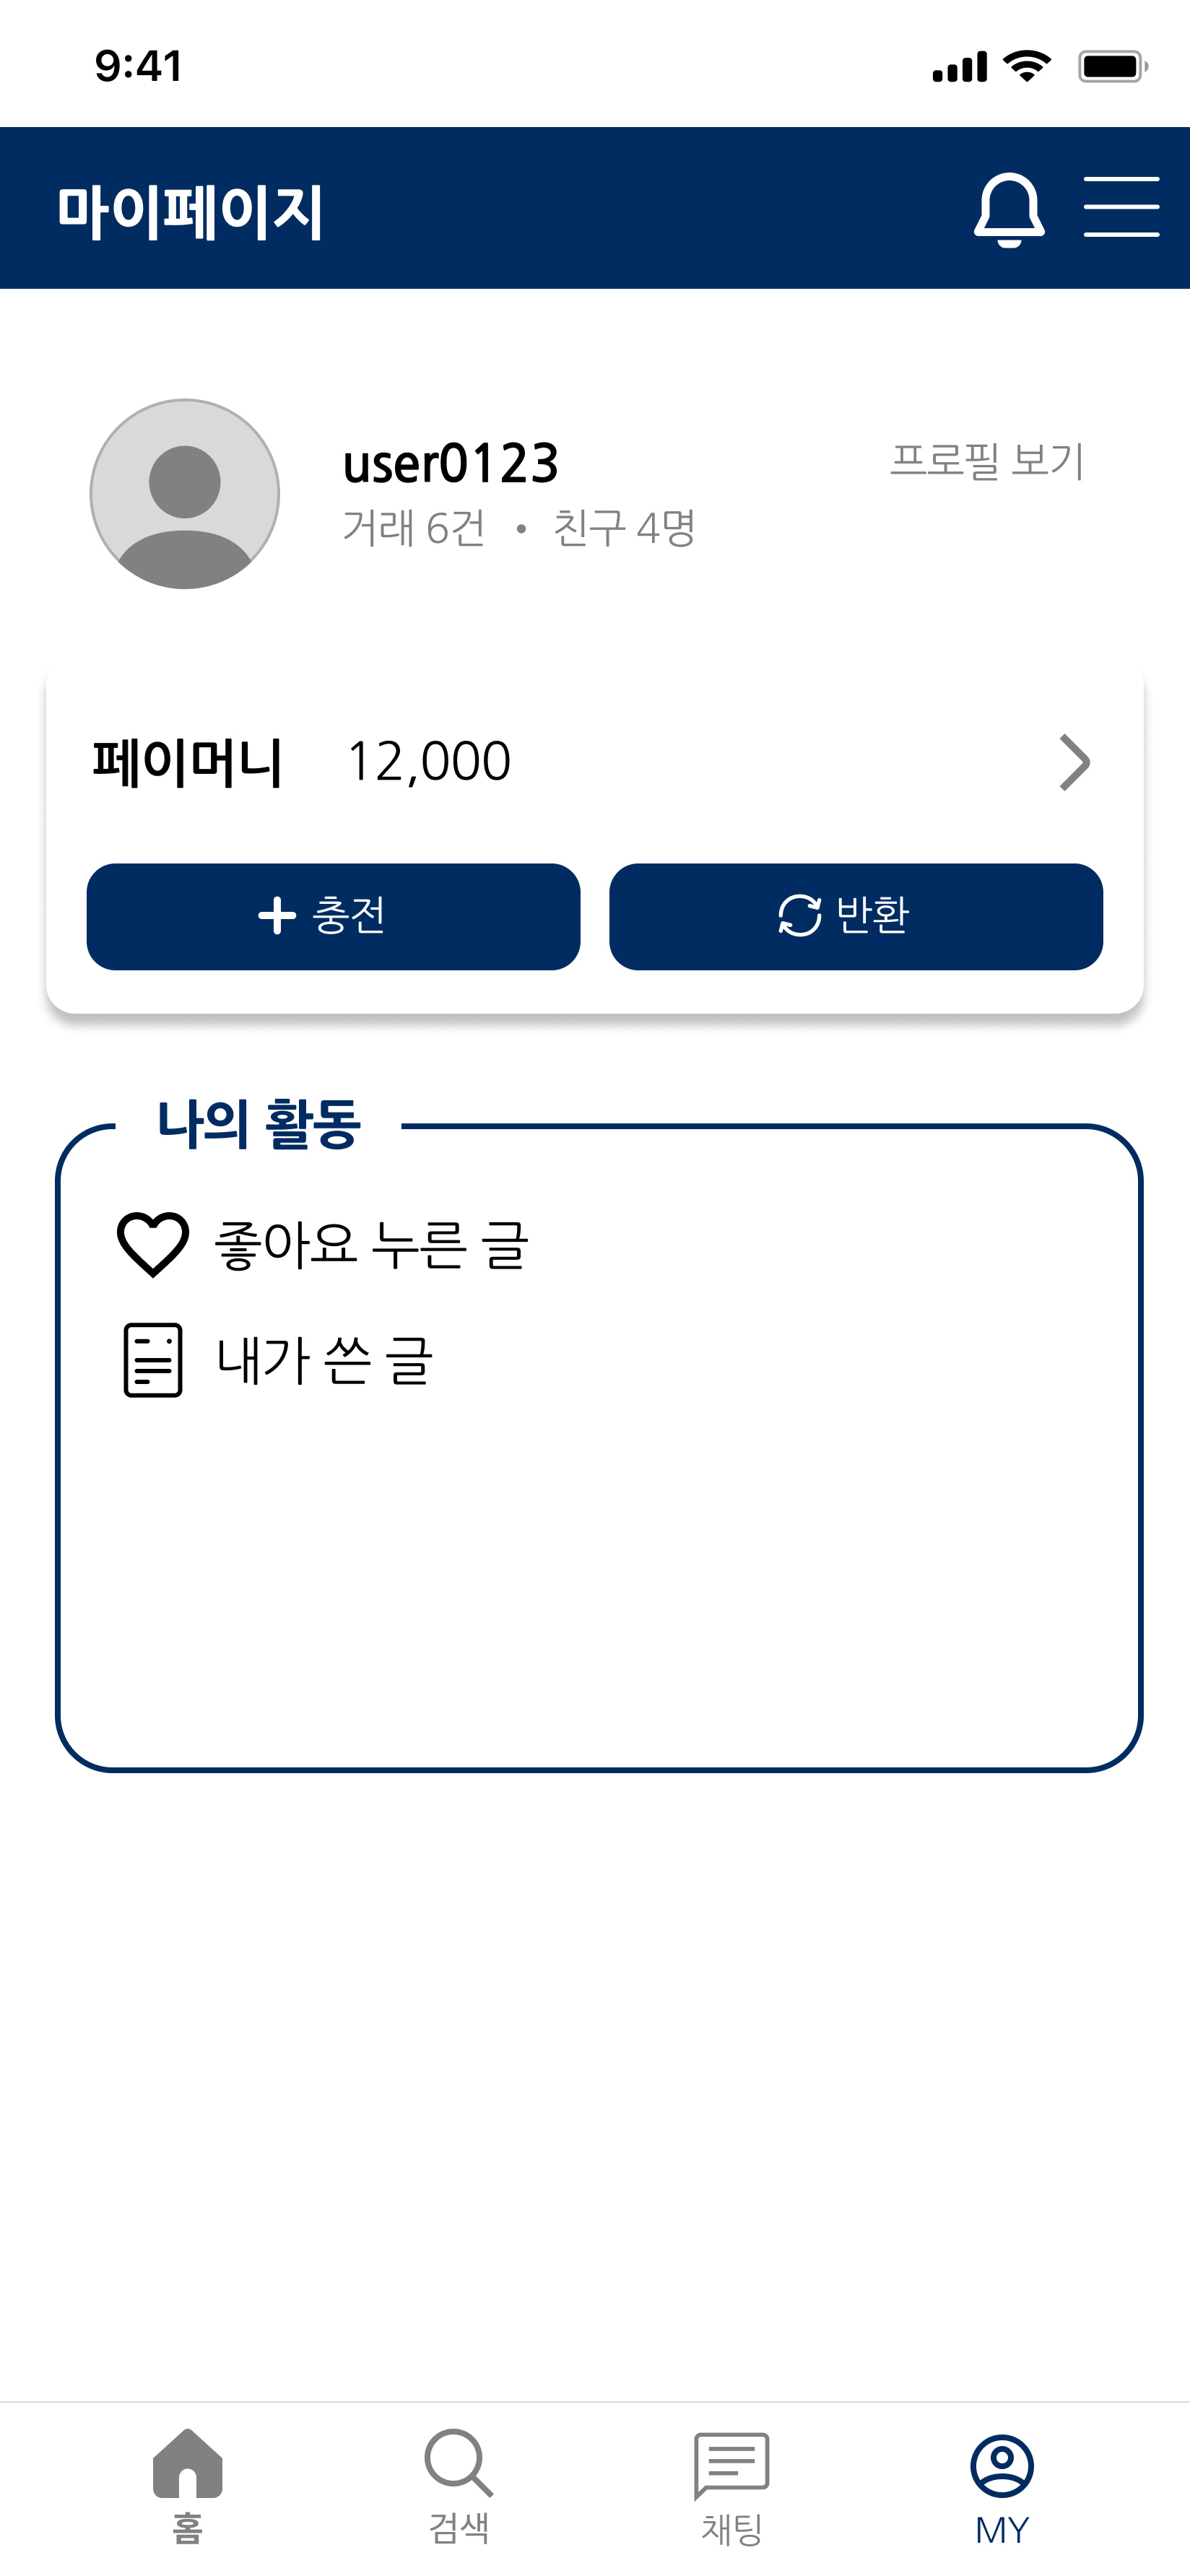 9:41
마이페이지
user0123
프로필 보기
거래 6건 • 친구 4명
페이머니 12,000
충전 반환
나의 활동
좋아요 누른 글
내가 쓴 글
홈 검색 채팅 MY